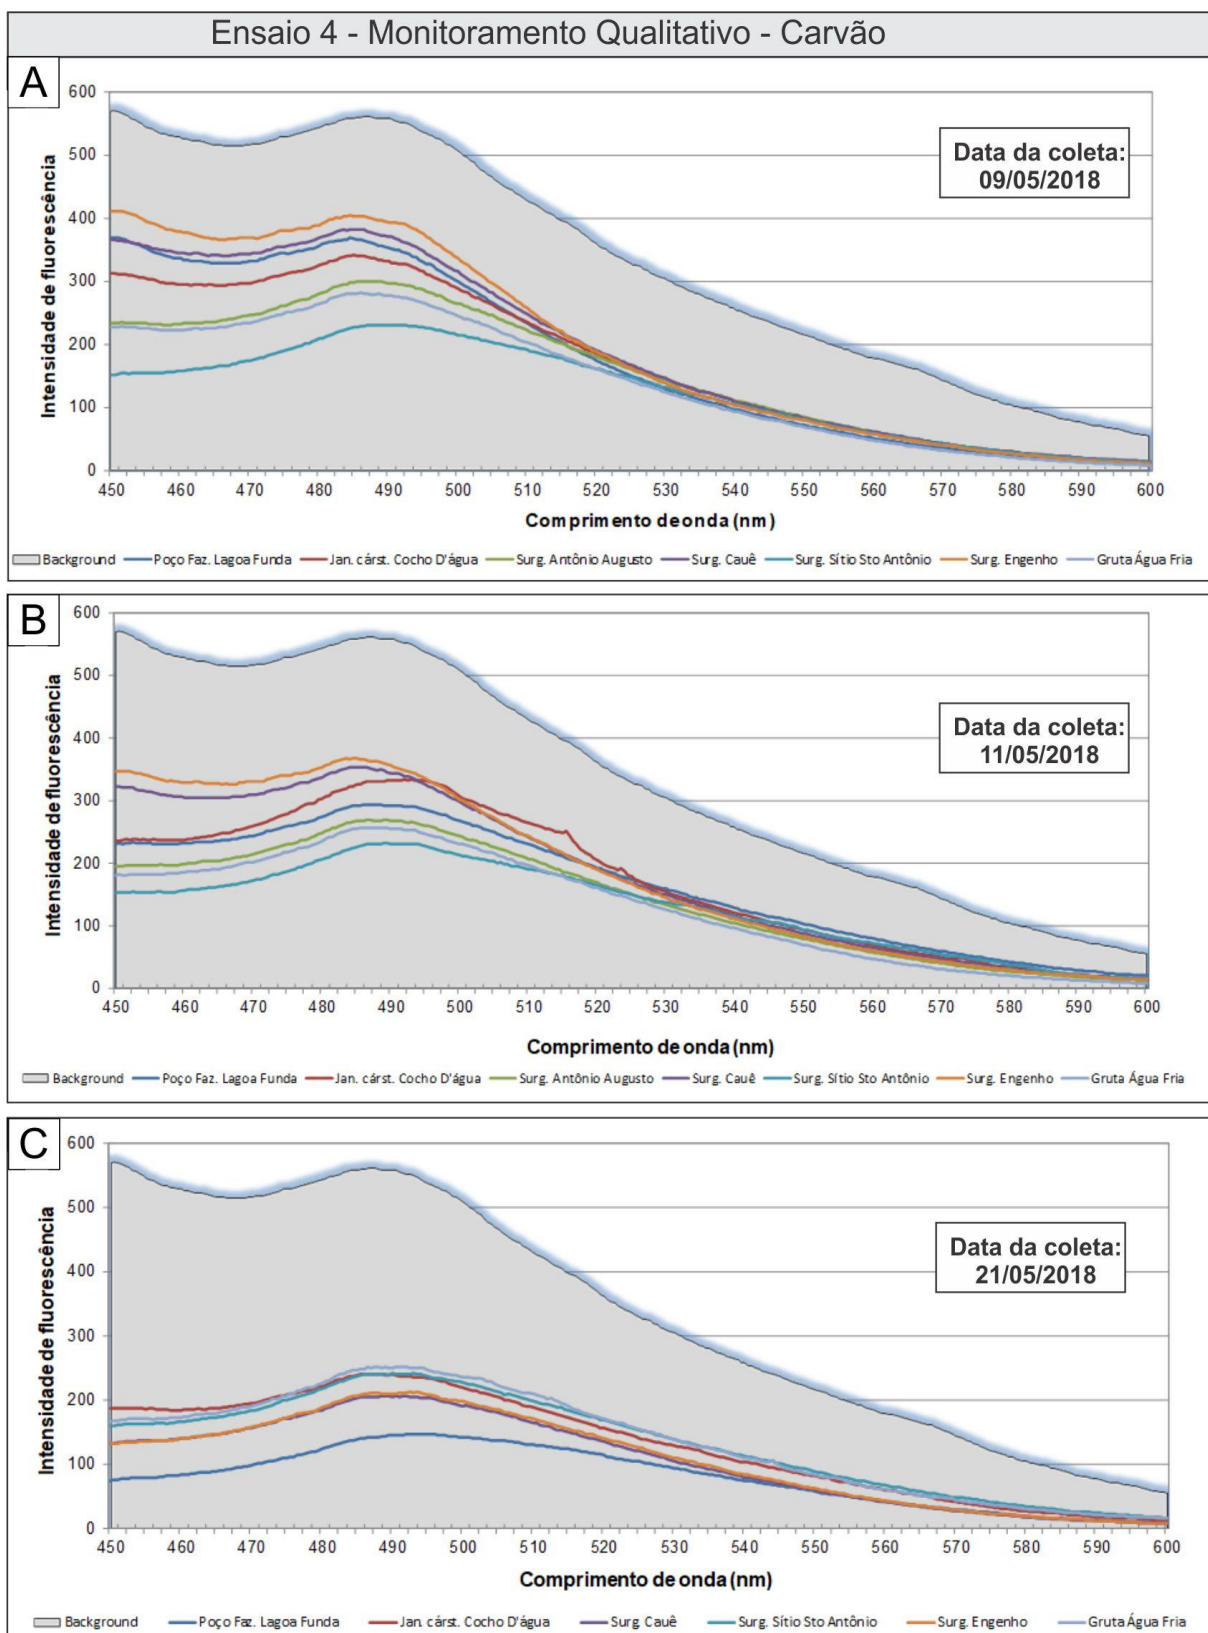 Ensaio 4 - Monitoramento Qualitativo - Carvão
A
Intensidade de fluorescência
600
500
400
300
200
100
0
Data da coleta:
09/05/2018
450 460 470 480 490 500 510 520 530 540 550 560 570 580 590 600
Comprimento de onda (nm)
Background Poço Faz. Lagoa Funda Jan. cárst. Cocho D'água Surg. Antônio Augusto Surg. Cauê Surg. Sítio Sto Antônio Surg. Engenho Gruta Água Fria
B
Intensidade de fluorescência
600
500
400
300
200
100
0
Data da coleta:
11/05/2018
450 460 470 480 490 500 510 520 530 540 550 560 570 580 590 600
Comprimento de onda (nm)
Background Poço Faz. Lagoa Funda Jan. cárst. Cocho D'água Surg. Antônio Augusto Surg. Cauê Surg. Sítio Sto Antônio Surg. Engenho Gruta Água Fria
C
Intensidade de fluorescência
600
500
400
300
200
100
0
Data da coleta:
21/05/2018
450 460 470 480 490 500 510 520 530 540 550 560 570 580 590 600
Comprimento de onda (nm)
Background Poço Faz. Lagoa Funda Jan. cárst. Cocho D'água Surg. Cauê Surg. Sítio Sto Antônio Surg. Engenho Gruta Água Fria